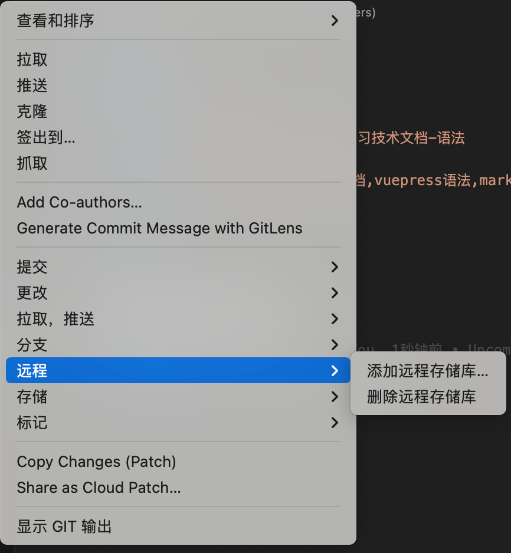 查看和排序
ers)
拉取
推送
克隆
签出到...
习技术文档-语法
抓取
档,vuepress语法,mark
Add Co-authors...
Generate Commit Message with GitLens
提交
更改
拉取，推送
分支
You, 1秒钟前 • Uncom
远程
添加远程存储库...
存储
删除远程存储库
标记
Copy Changes (Patch)
Share as Cloud Patch...
显示 GIT 输出